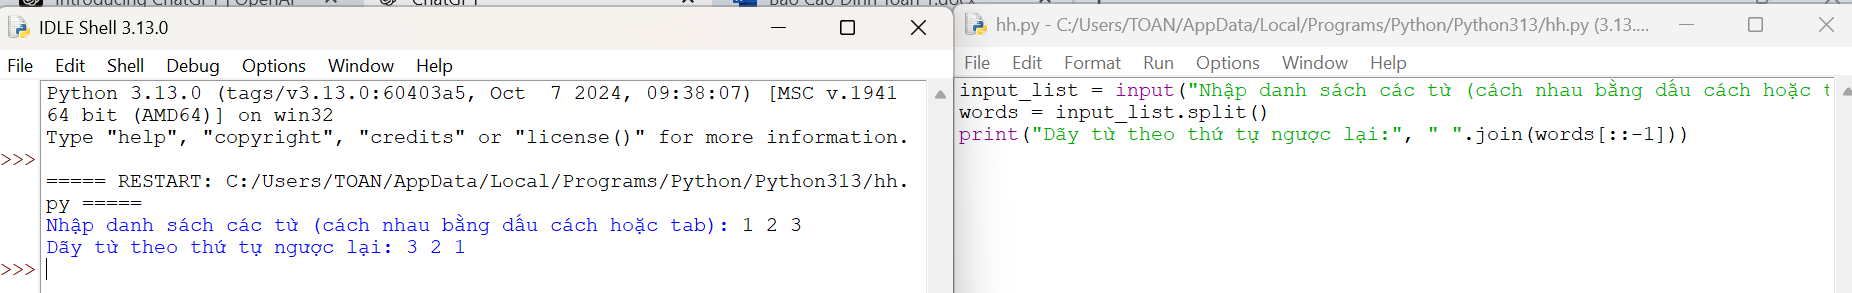 IDLE Shell 3.13.0
File Edit Shell Debug Options Window Help
Python 3.13.0 (tags/v3.13.0:60403a5, Oct  7 2024, 09:38:07) [MSC v.1941
64 bit (AMD64)] on win32
Type "help", "copyright", "credits" or "license()" for more information.
>>>
===== RESTART: C:/Users/TOAN/AppData/Local/Programs/Python/Python313/hh.
py =====
Nhập danh sách các từ (cách nhau bằng dấu cách hoặc tab): 1 2 3
Dãy từ theo thứ tự ngược lại: 3 2 1
>>>
hh.py - C:/Users/TOAN/AppData/Local/Programs/Python/Python313/hh.py (3.13....
File Edit Format Run Options Window Help
input_list = input("Nhập danh sách các từ (cách nhau bằng dấu cách hoặc t
words = input_list.split()
print("Dãy từ theo thứ tự ngược lại:", " ".join(words[::-1]))